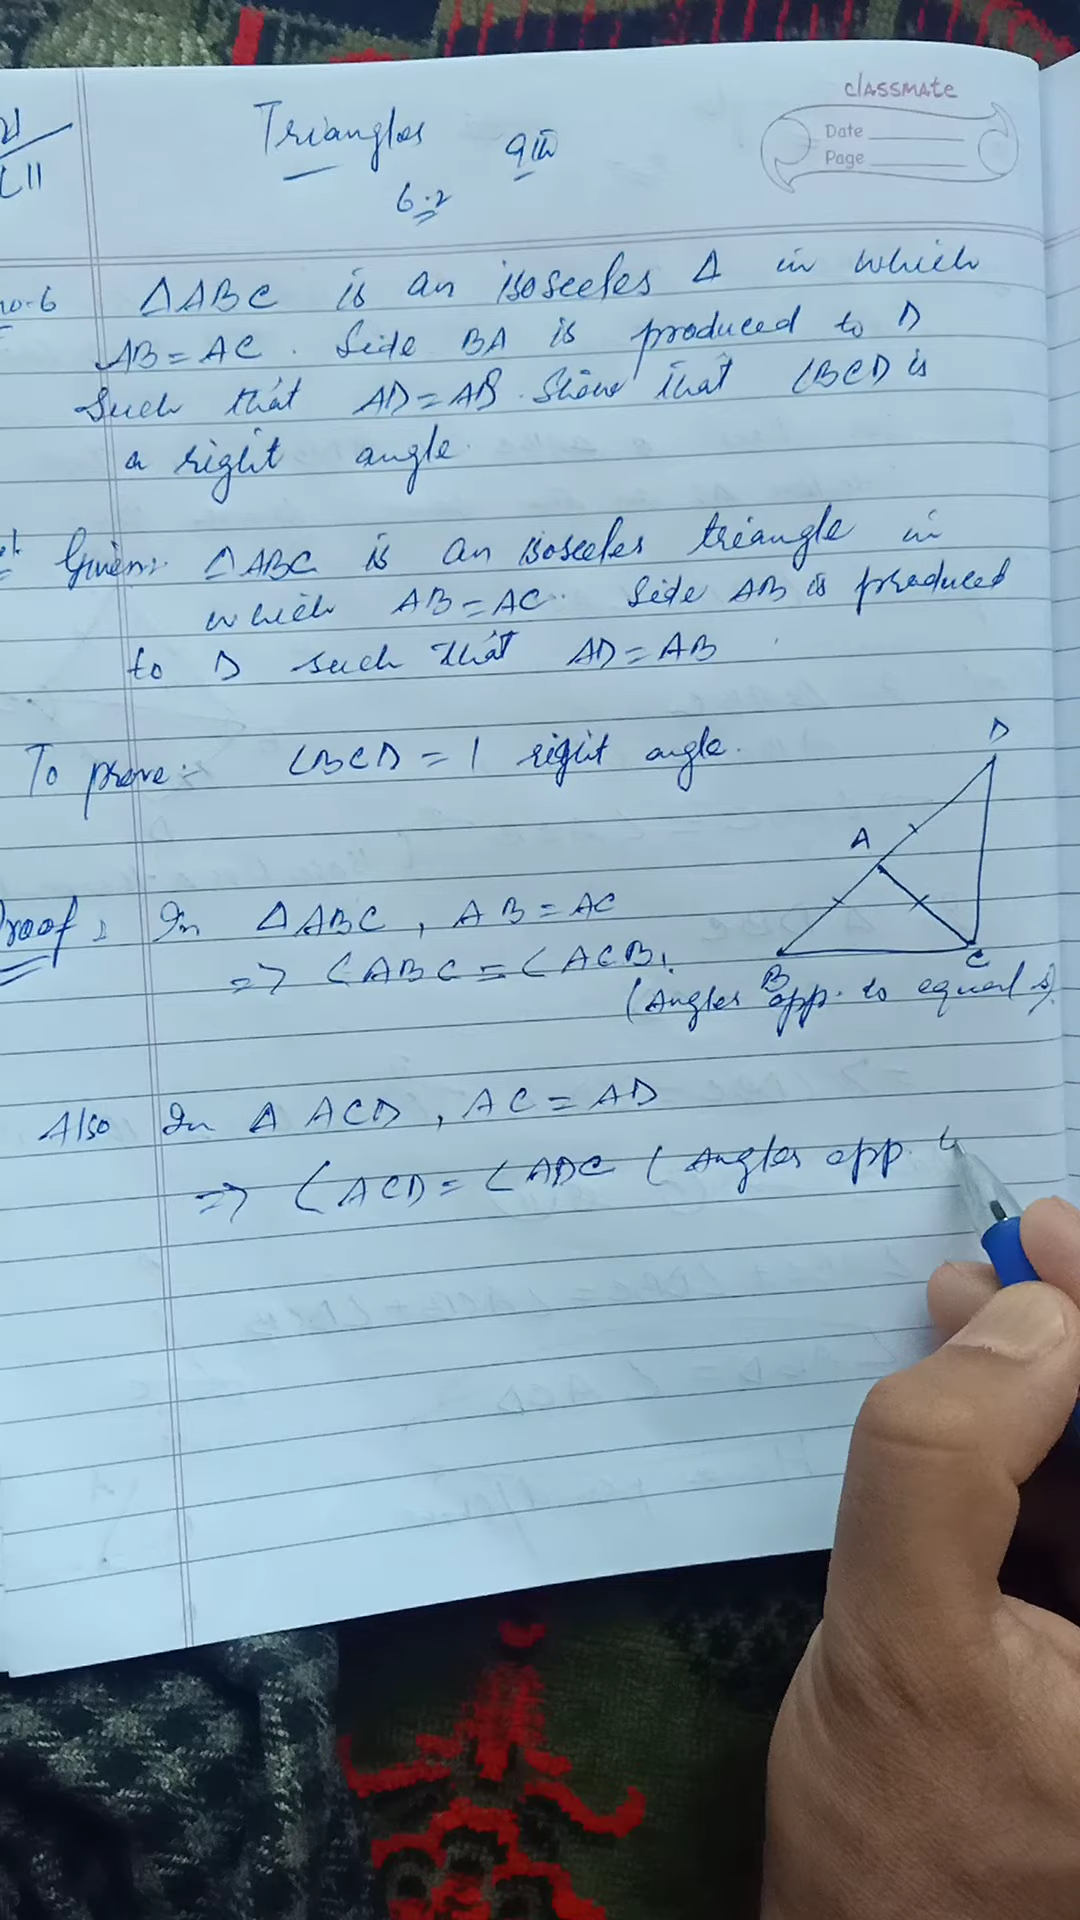 classmate
Date
Page
Triangles 9th
6.2
ΔABC is an isosceles Δ in which
AB = AC. Side BA is produced to D
such that AD = AB. Show that ∠BCD is
a right angle.
Given:- ΔABC is an isosceles triangle in
which AB = AC. Side AB is produced
to D such that AD = AB
To prove:- ∠BCD = 1 right angle.
D
A
B
C
Proof: In ΔABC, AB = AC
=> ∠ABC = ∠ACB.
(Angles opp. to equal s)
Also In Δ ACD, AC = AD
=> ∠ACD = ∠ADC (Angles opp.